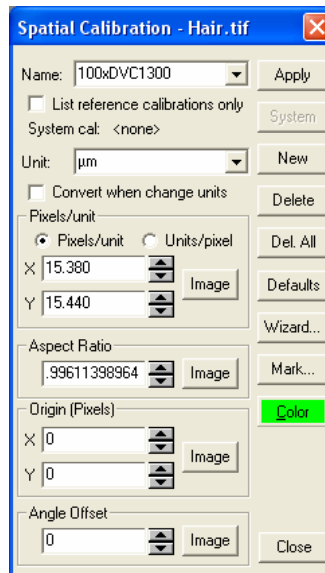 Spatial Calibration - Hair.tif
Name: 100xDVC1300 Apply
List reference calibrations only
System cal: <none> System
Unit: µm New
Convert when change units Delete
Pixels/unit
Pixels/unit Units/pixel Del. All
X 15.380 Image Defaults
Y 15.440
Wizard...
Aspect Ratio
.99611398964 Image Mark...
Origin (Pixels) Color
X 0 Image
Y 0
Angle Offset
0 Image Close